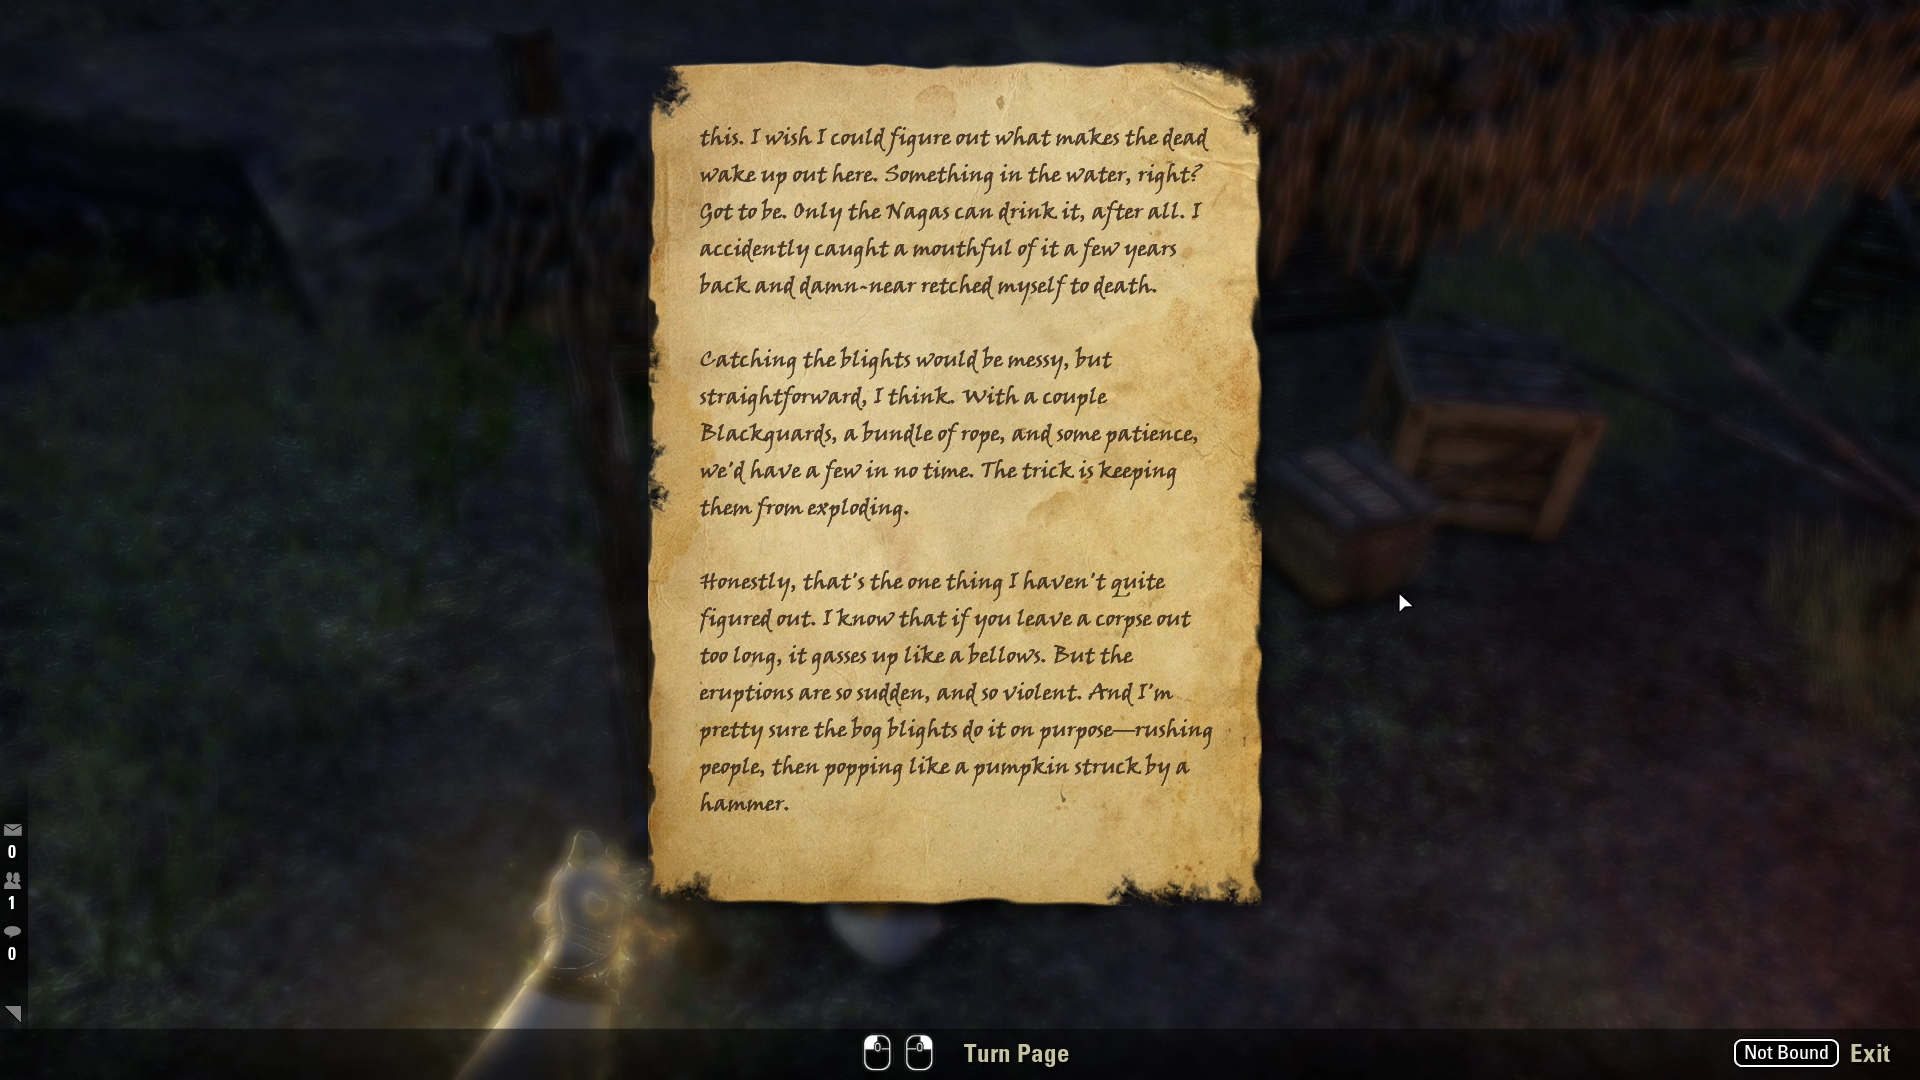 this. I wish I could figure out what makes the dead
wake up out here. Something in the water, right?
Got to be. Only the Nagas can drink it, after all. I
accidently caught a mouthful of it a few years
back and damn-near retched myself to death.
Catching the blights would be messy, but
straightforward, I think. With a couple
Blackguards, a bundle of rope, and some patience,
we'd have a few in no time. The trick is keeping
them from exploding.
Honestly, that's the one thing I haven't quite
figured out. I know that if you leave a corpse out
too long, it gasses up like a bellows. But the
eruptions are so sudden, and so violent. And I'm
pretty sure the bog blights do it on purpose—rushing
people, then popping like a pumpkin struck by a
hammer.
0
1
0
Turn Page
Not Bound Exit